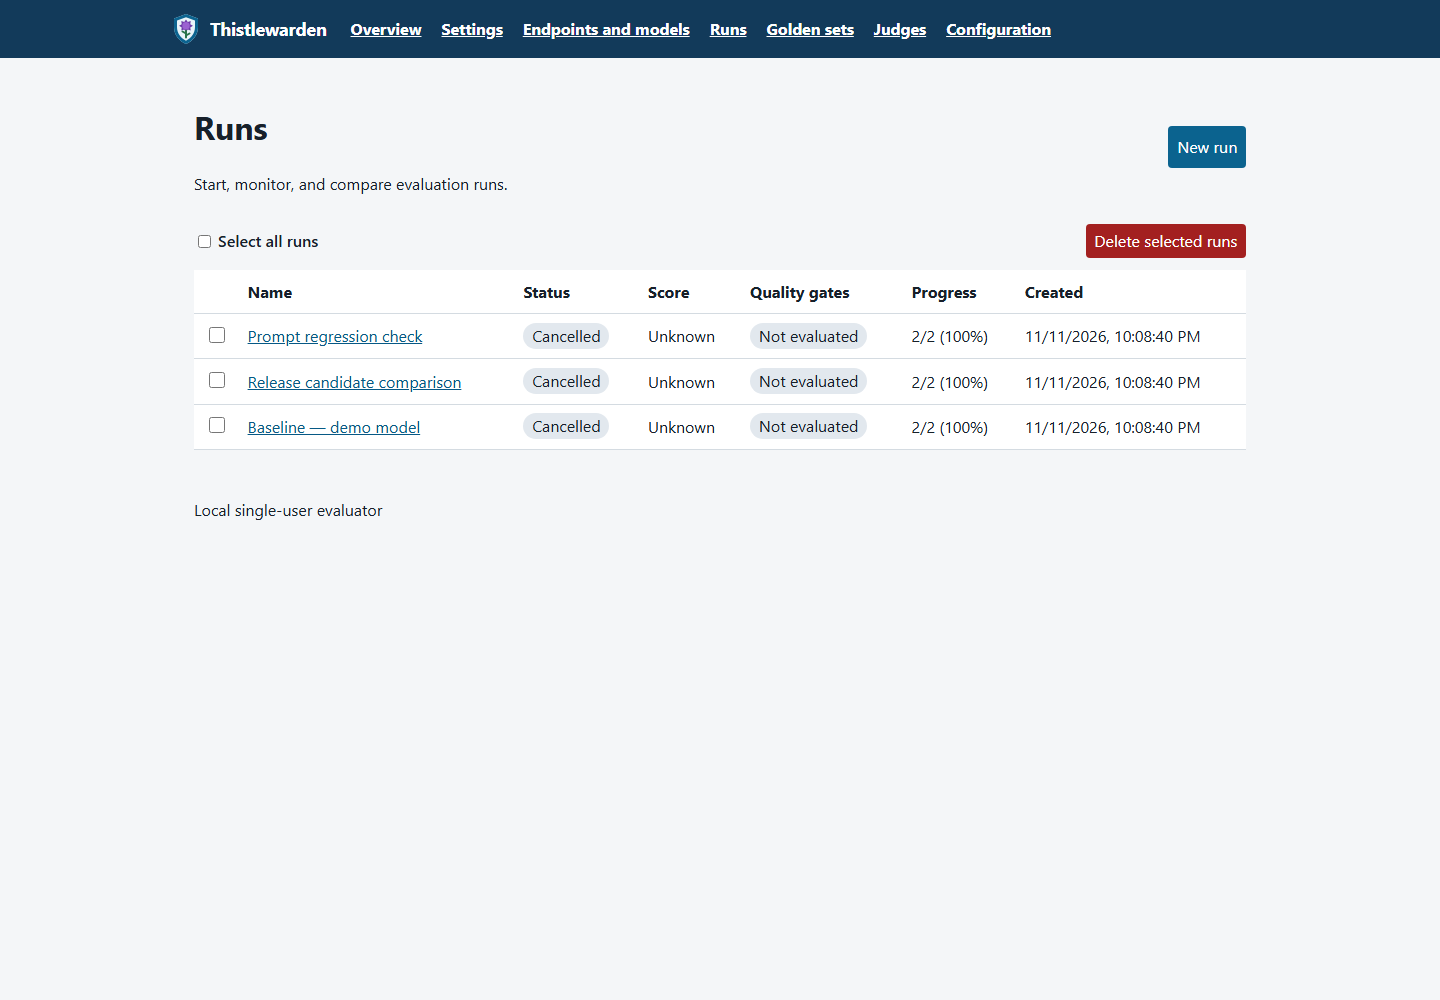 Thistlewarden Overview Settings Endpoints and models Runs Golden sets Judges Configuration
Runs
New run
Start, monitor, and compare evaluation runs.
Select all runs
Delete selected runs
Name Status Score Quality gates Progress Created
Prompt regression check Cancelled Unknown Not evaluated 2/2 (100%) 11/11/2026, 10:08:40 PM
Release candidate comparison Cancelled Unknown Not evaluated 2/2 (100%) 11/11/2026, 10:08:40 PM
Baseline — demo model Cancelled Unknown Not evaluated 2/2 (100%) 11/11/2026, 10:08:40 PM
Local single-user evaluator